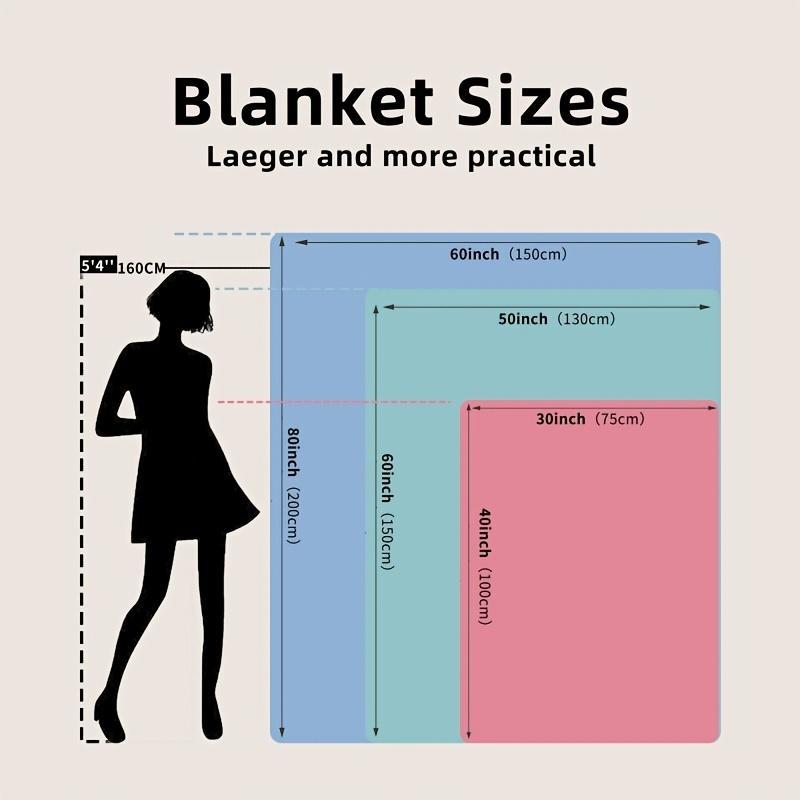 Blanket Sizes
Laeger and more practical
60inch（150cm）
5'4'' 160CM
50inch（130cm）
30inch（75cm）
80inch（200cm）
60inch（150cm）
40inch（100cm）